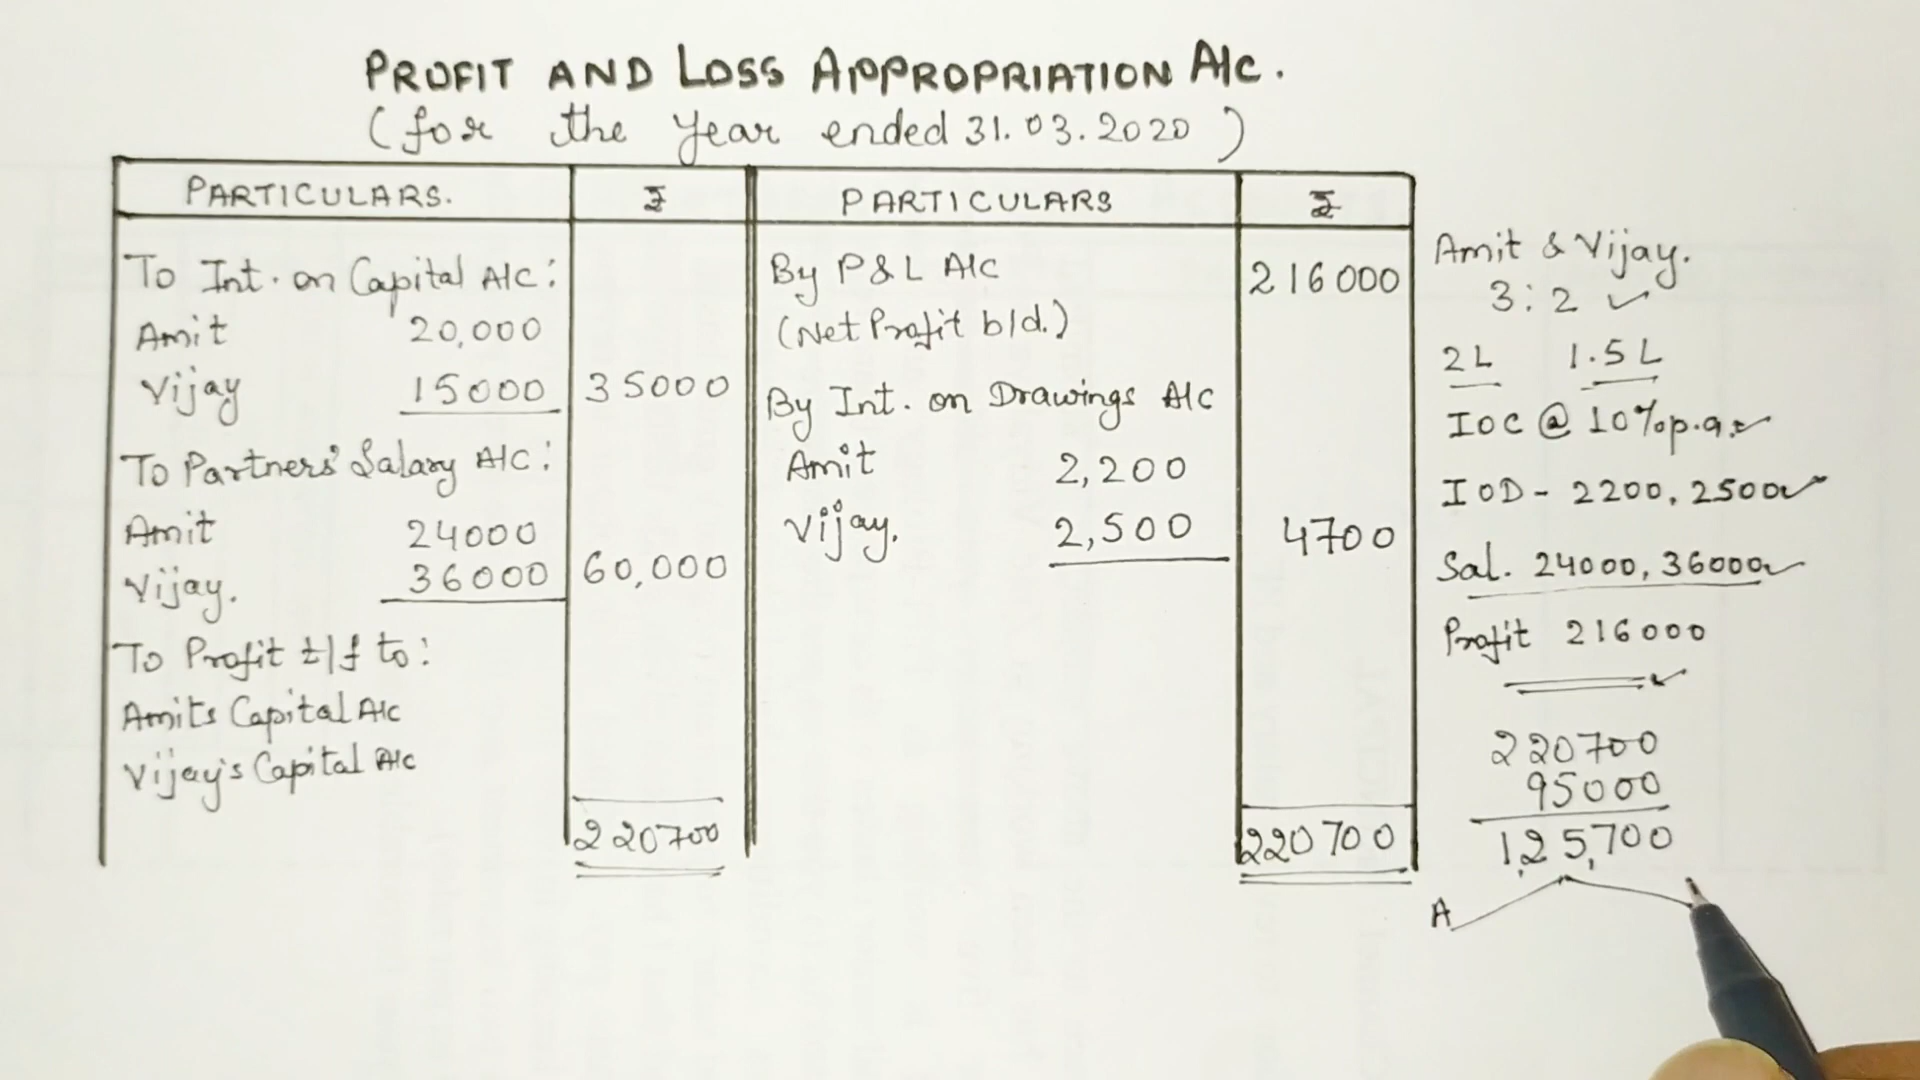 PROFIT AND LOSS APPROPRIATION A/c.
(for the year ended 31.03.2020)
PARTICULARS. ₹ PARTICULARS ₹
To Int. on Capital A/c:
Amit 20,000
Vijay 15000 35000
To Partners' Salary A/c:
Amit 24000
Vijay. 36000 60,000
To Profit t/f to:
Amits Capital A/c
Vijay's Capital A/c
220700
By P & L A/c 216000
(Net Profit b/d.)
By Int. on Drawings A/c
Amit 2,200
Vijay. 2,500 4700
220700
Amit & Vijay.
3:2 ✓
2L 1.5L
IOC @ 10% p.a. ✓
IOD - 2200, 2500 ✓
Sal. 24000, 36000 ✓
Profit 216000
✓
220700
95000
1,25,700
A